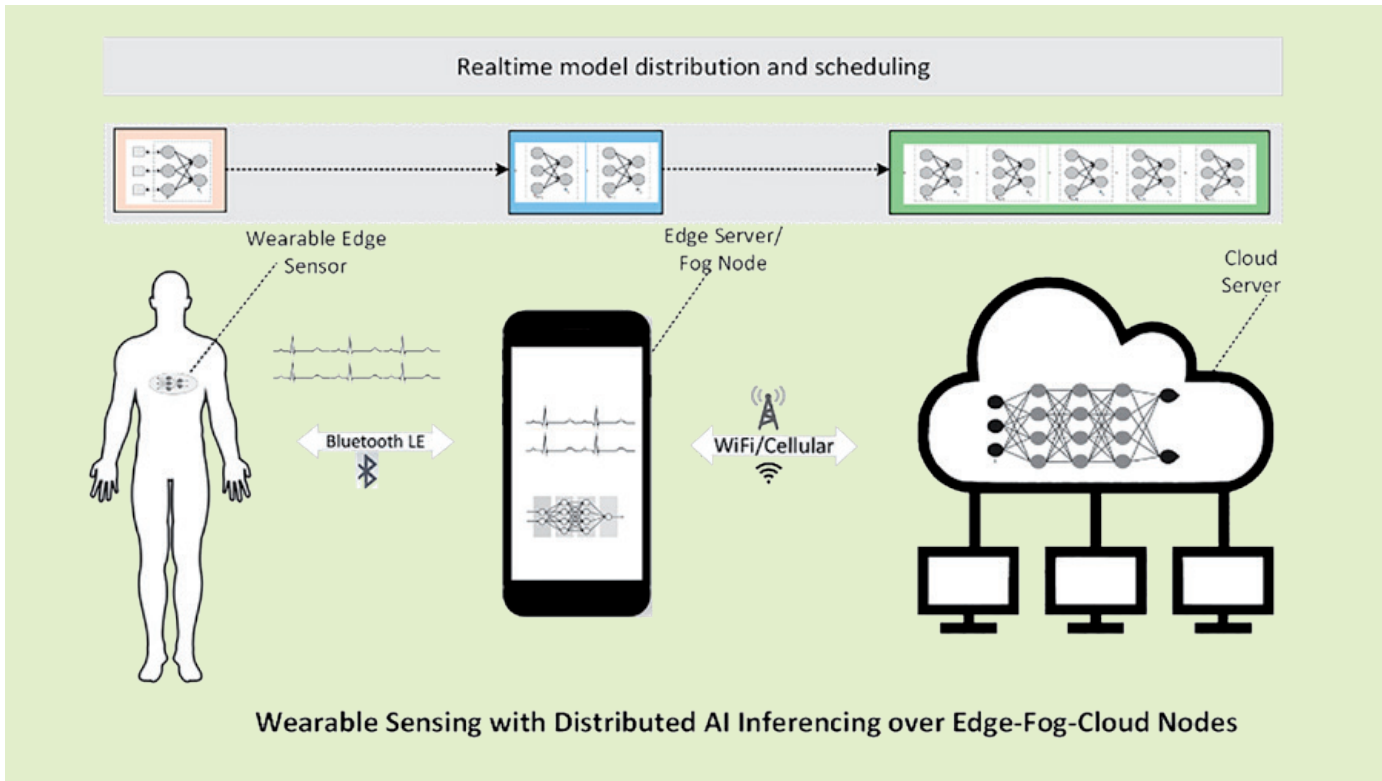 Realtime model distribution and scheduling
Wearable Edge
Sensor
Edge Server/
Fog Node
Cloud
Server
Bluetooth LE
WiFi/Cellular
Wearable Sensing with Distributed AI Inferencing over Edge-Fog-Cloud Nodes